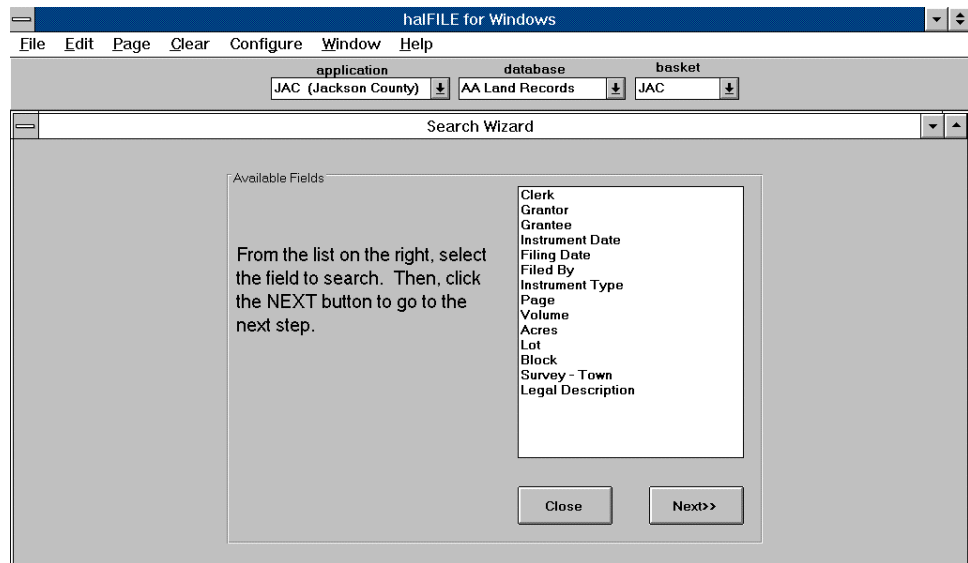 halFILE for Windows
File Edit Page Clear Configure Window Help
application database basket
JAC (Jackson County) AA Land Records JAC
Search Wizard
Available Fields
From the list on the right, select
the field to search. Then, click
the NEXT button to go to the
next step.
Clerk
Grantor
Grantee
Instrument Date
Filing Date
Filed By
Instrument Type
Page
Volume
Acres
Lot
Block
Survey - Town
Legal Description
Close Next>>